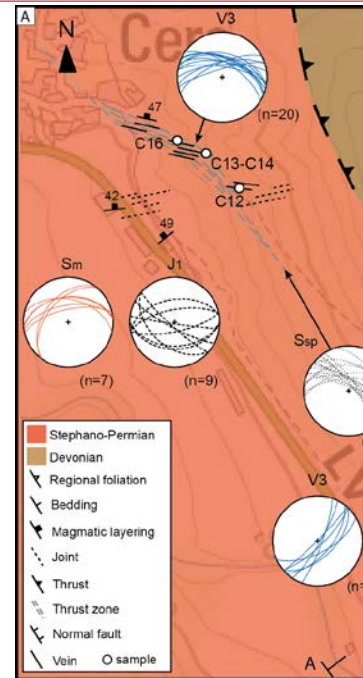 A
V3
Cer
N
(n=20)
47
C16
C13-C14
C12
42
49
Sm
J1
Ssp
(n=7)
(n=9)
V3
(n=
Stephano-Permian
Devonian
Regional foliation
Bedding
Magmatic layering
Joint
Thrust
Thrust zone
Normal fault
Vein
sample
A